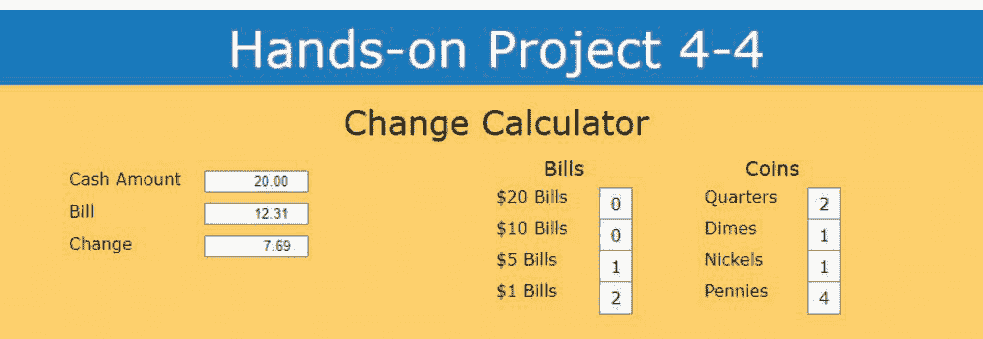 Hands-on Project 4-4
Change Calculator
Cash Amount 20.00
Bill 12.31
Change 7.69
Bills
$20 Bills 0
$10 Bills 0
$5 Bills 1
$1 Bills 2
Coins
Quarters 2
Dimes 1
Nickels 1
Pennies 4